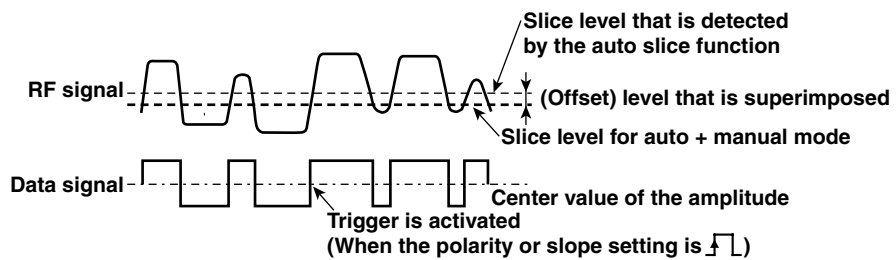 Slice level that is detected
by the auto slice function
RF signal
(Offset) level that is superimposed
Slice level for auto + manual mode
Data signal
Center value of the amplitude
Trigger is activated
(When the polarity or slope setting is )